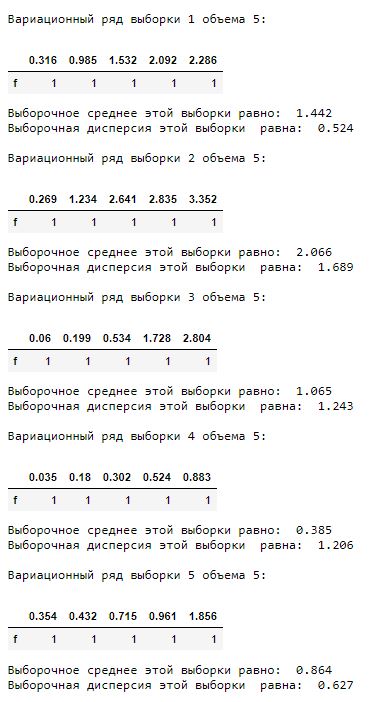 Вариационный ряд выборки 1 объема 5:
0.316 0.985 1.532 2.092 2.286
f 1 1 1 1 1
Выборочное среднее этой выборки равно: 1.442
Выборочная дисперсия этой выборки равна: 0.524
Вариационный ряд выборки 2 объема 5:
0.269 1.234 2.641 2.835 3.352
f 1 1 1 1 1
Выборочное среднее этой выборки равно: 2.066
Выборочная дисперсия этой выборки равна: 1.689
Вариационный ряд выборки 3 объема 5:
0.06 0.199 0.534 1.728 2.804
f 1 1 1 1 1
Выборочное среднее этой выборки равно: 1.065
Выборочная дисперсия этой выборки равна: 1.243
Вариационный ряд выборки 4 объема 5:
0.035 0.18 0.302 0.524 0.883
f 1 1 1 1 1
Выборочное среднее этой выборки равно: 0.385
Выборочная дисперсия этой выборки равна: 1.206
Вариационный ряд выборки 5 объема 5:
0.354 0.432 0.715 0.961 1.856
f 1 1 1 1 1
Выборочное среднее этой выборки равно: 0.864
Выборочная дисперсия этой выборки равна: 0.627